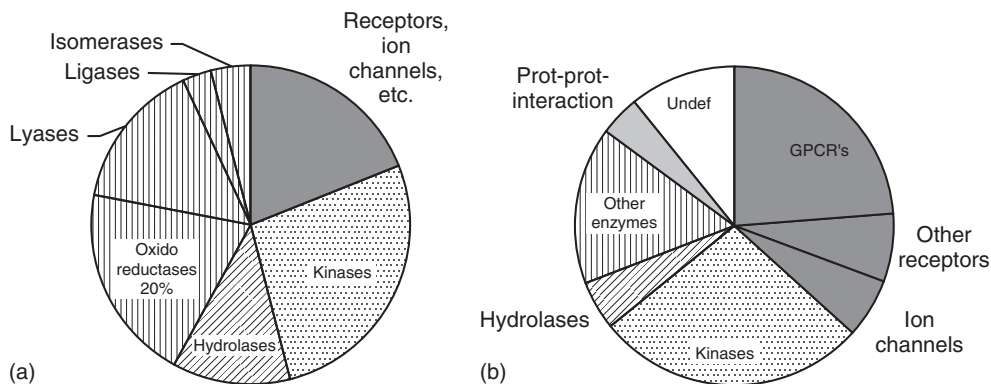 Receptors,
ion
channels,
etc.
Isomerases
Ligases
Lyases
Oxido
reductases
20%
Kinases
Hydrolases
(a)
Prot-prot-
interaction
Undef
GPCR's
Other
enzymes
Other
receptors
Hydrolases
Ion
channels
Kinases
(b)